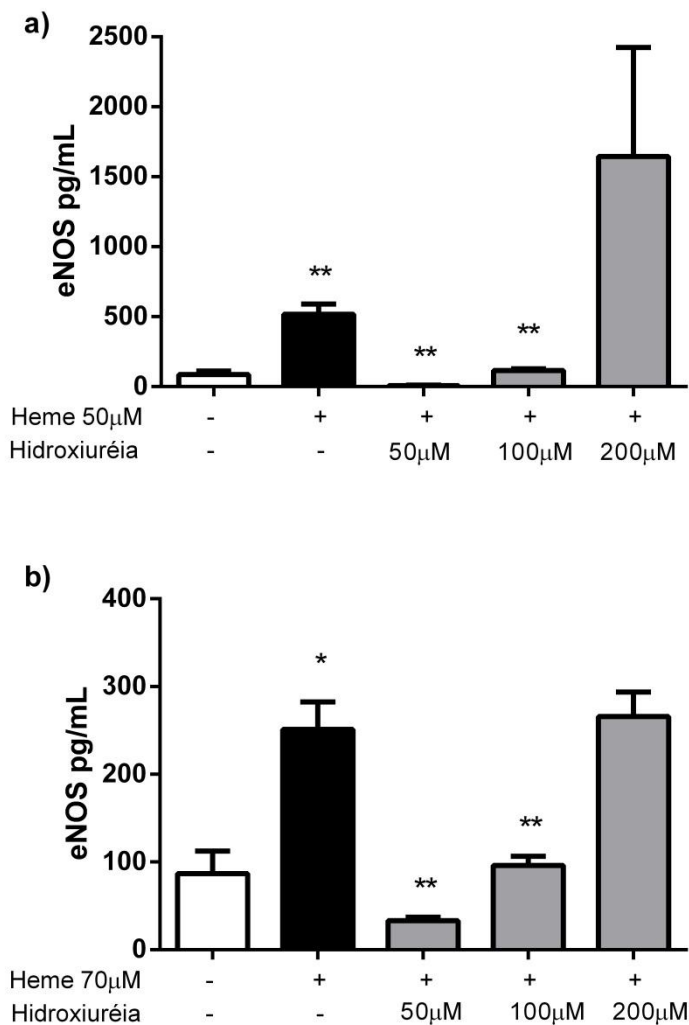 a)
2500
2000
1500
1000
500
0
eNOS pg/mL
**
**
**
Heme 50μM - + + + +
Hidroxiuréia - - 50μM 100μM 200μM
b)
400
300
200
100
0
eNOS pg/mL
*
**
**
Heme 70μM - + + + +
Hidroxiuréia - - 50μM 100μM 200μM